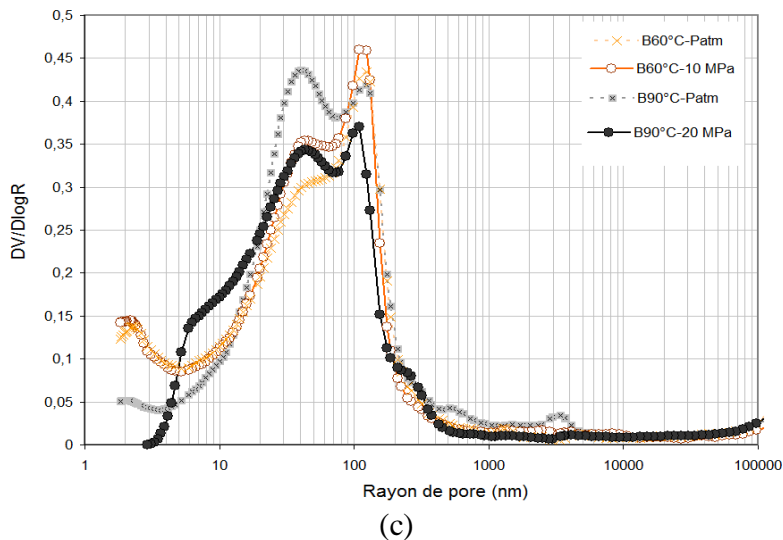 0,5
0,45
0,4
0,35
0,3
0,25
0,2
0,15
0,1
0,05
0
DV/DlogR
B60°C-Patm
B60°C-10 MPa
B90°C-Patm
B90°C-20 MPa
1 10 100 1000 10000 100000
Rayon de pore (nm)
(c)